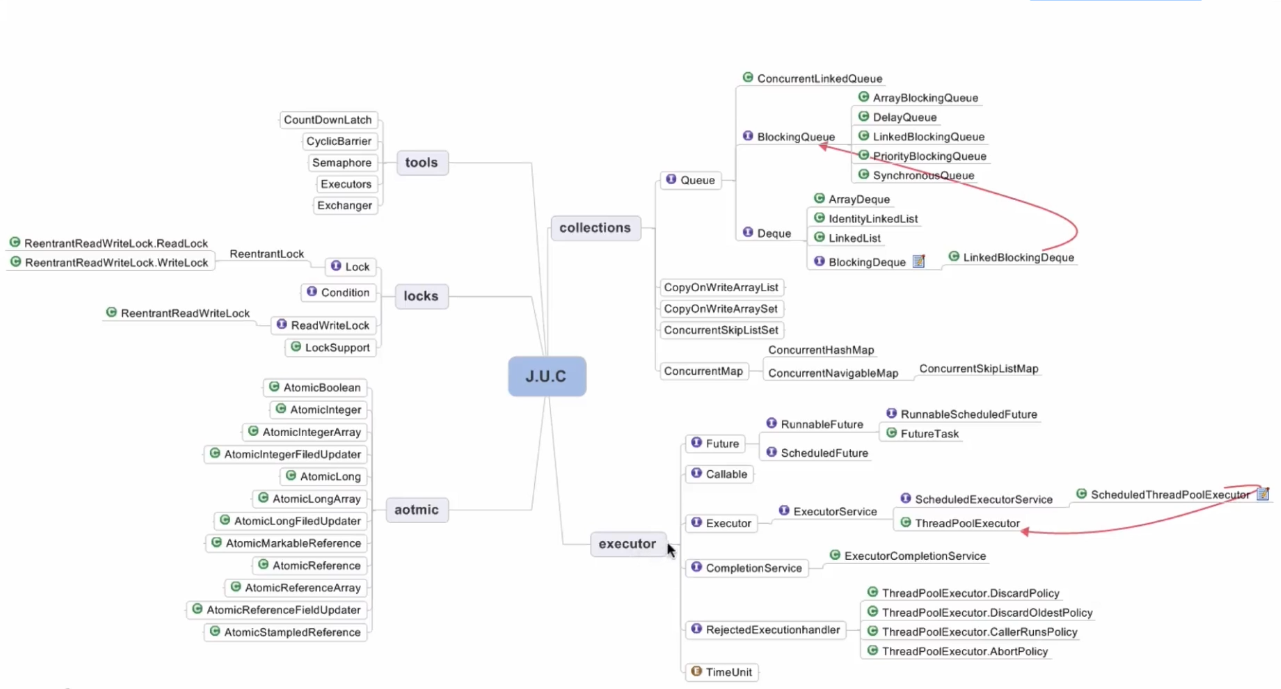 J.U.C
tools
CountDownLatch
CyclicBarrier
Semaphore
Executors
Exchanger
locks
Lock
ReentrantLock
ReentrantReadWriteLock.ReadLock
ReentrantReadWriteLock.WriteLock
Condition
ReadWriteLock
ReentrantReadWriteLock
LockSupport
aotmic
AtomicBoolean
AtomicInteger
AtomicIntegerArray
AtomicIntegerFiledUpdater
AtomicLong
AtomicLongArray
AtomicLongFiledUpdater
AtomicMarkableReference
AtomicReference
AtomicReferenceArray
AtomicReferenceFieldUpdater
AtomicStampledReference
collections
Queue
ConcurrentLinkedQueue
BlockingQueue
ArrayBlockingQueue
DelayQueue
LinkedBlockingQueue
PriorityBlockingQueue
SynchronousQueue
Deque
ArrayDeque
IdentityLinkedList
LinkedList
BlockingDeque
LinkedBlockingDeque
CopyOnWriteArrayList
CopyOnWriteArraySet
ConcurrentSkipListSet
ConcurrentMap
ConcurrentHashMap
ConcurrentNavigableMap
ConcurrentSkipListMap
executor
Future
RunnableFuture
RunnableScheduledFuture
FutureTask
ScheduledFuture
Callable
Executor
ExecutorService
ScheduledExecutorService
ScheduledThreadPoolExecutor
ThreadPoolExecutor
CompletionService
ExecutorCompletionService
RejectedExecutionhandler
ThreadPoolExecutor.DiscardPolicy
ThreadPoolExecutor.DiscardOldestPolicy
ThreadPoolExecutor.CallerRunsPolicy
ThreadPoolExecutor.AbortPolicy
TimeUnit